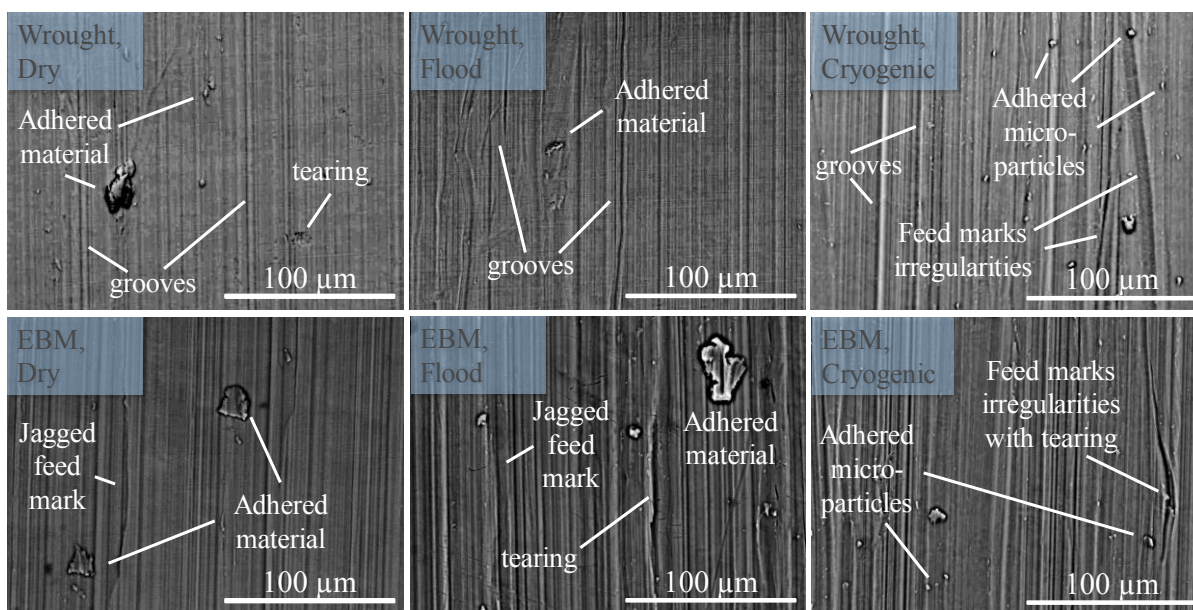 Wrought,
Dry
Adhered
material
tearing
grooves
100 µm
Wrought,
Flood
Adhered
material
grooves
100 µm
Wrought,
Cryogenic
Adhered
micro-
particles
grooves
Feed marks
irregularities
100 µm
EBM,
Dry
Jagged
feed
mark
Adhered
material
100 µm
EBM,
Flood
Jagged
feed
mark
Adhered
material
tearing
100 µm
EBM,
Cryogenic
Feed marks
irregularities
with tearing
Adhered
micro-
particles
100 µm